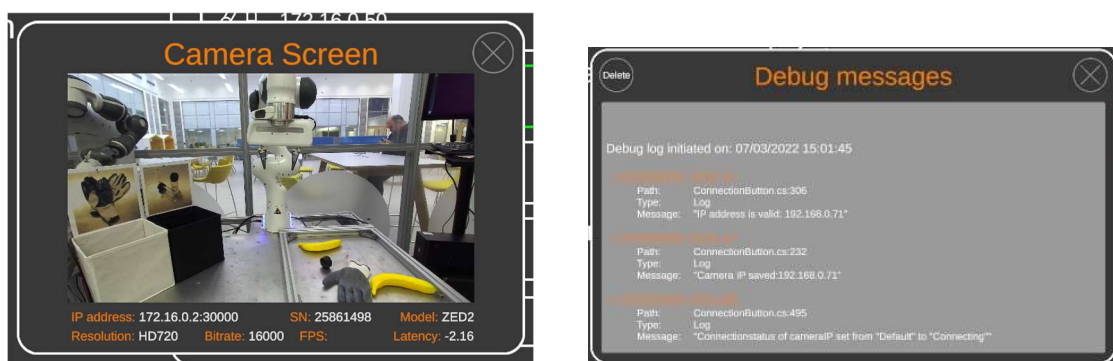 172.16.0.50
Camera Screen
IP address: 172.16.0.2:30000 SN: 25861498 Model: ZED2
Resolution: HD720 Bitrate: 16000 FPS: Latency: -2.16
Delete
Debug messages
Debug log initiated on: 07/03/2022 15:01:45
Path: ConnectionButton.cs:306
Type: Log
Message: "IP address is valid: 192.168.0.71"
Path: ConnectionButton.cs:232
Type: Log
Message: "Camera IP saved:192.168.0.71"
Path: ConnectionButton.cs:495
Type: Log
Message: "Connectionstatus of cameraIP set from "Default" to "Connecting""